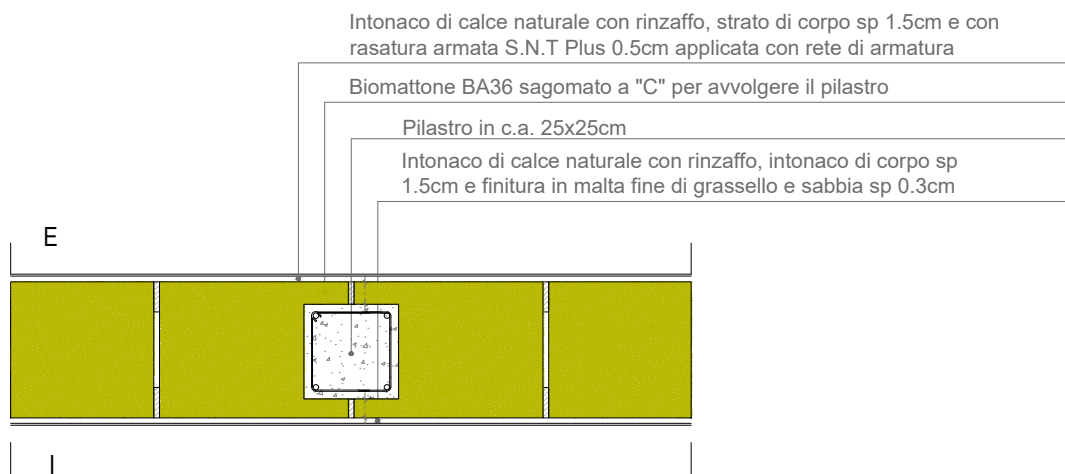 Intonaco di calce naturale con rinzaffo, strato di corpo sp 1.5cm e con
rasatura armata S.N.T Plus 0.5cm applicata con rete di armatura
Biomattone BA36 sagomato a "C" per avvolgere il pilastro
Pilastro in c.a. 25x25cm
Intonaco di calce naturale con rinzaffo, intonaco di corpo sp
1.5cm e finitura in malta fine di grassello e sabbia sp 0.3cm
E
I